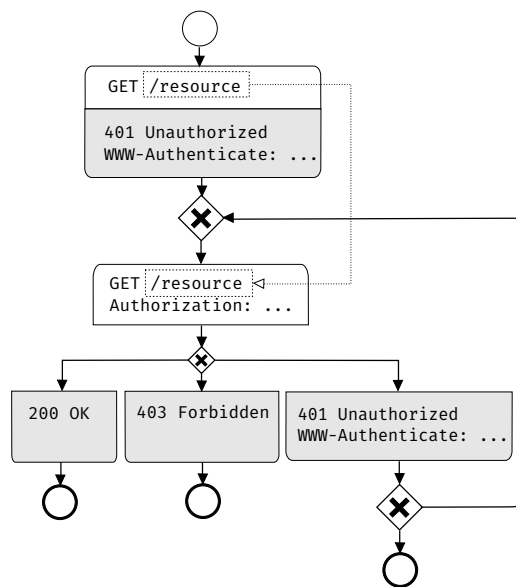 GET /resource
401 Unauthorized
WWW-Authenticate: ...
GET /resource
Authorization: ...
200 OK
403 Forbidden
401 Unauthorized
WWW-Authenticate: ...